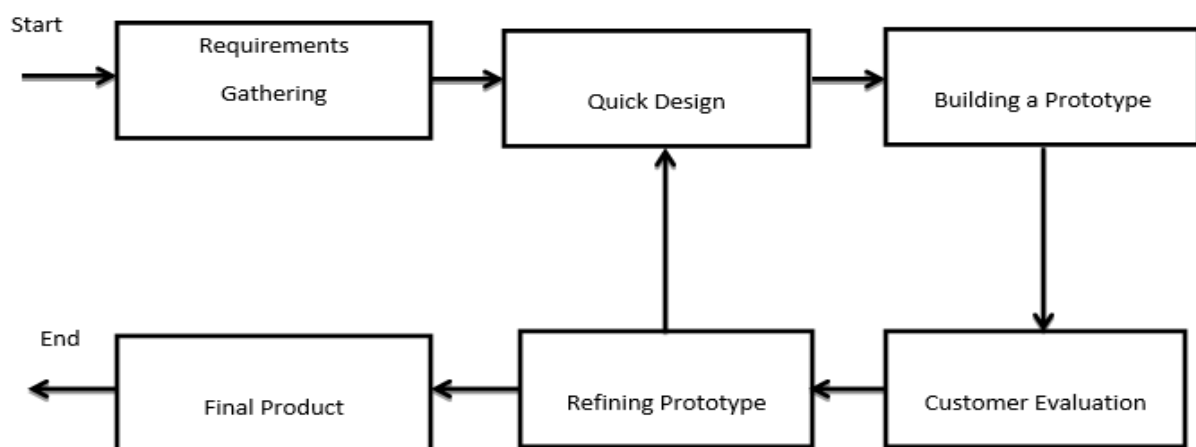 Start
Requirements
Gathering
Quick Design
Building a Prototype
End
Final Product
Refining Prototype
Customer Evaluation